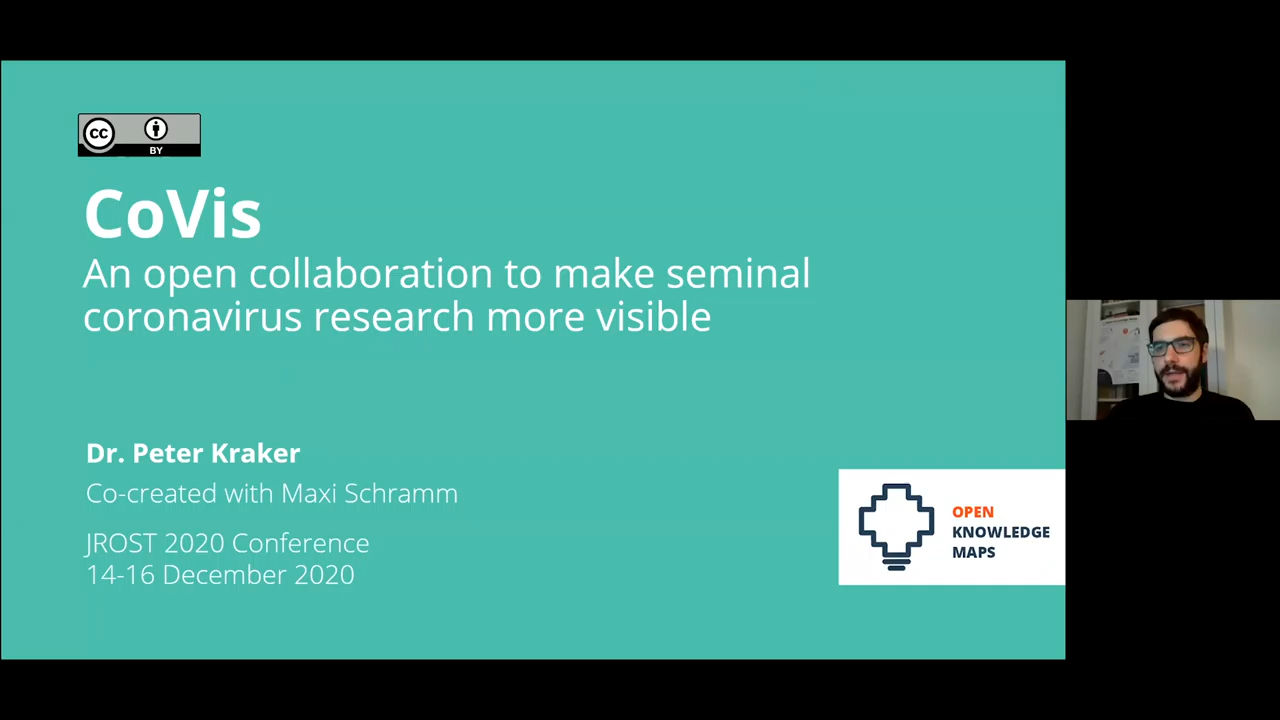 CC
BY
CoVis
An open collaboration to make seminal
coronavirus research more visible
Dr. Peter Kraker
Co-created with Maxi Schramm
JROST 2020 Conference
14-16 December 2020
OPEN
KNOWLEDGE
MAPS